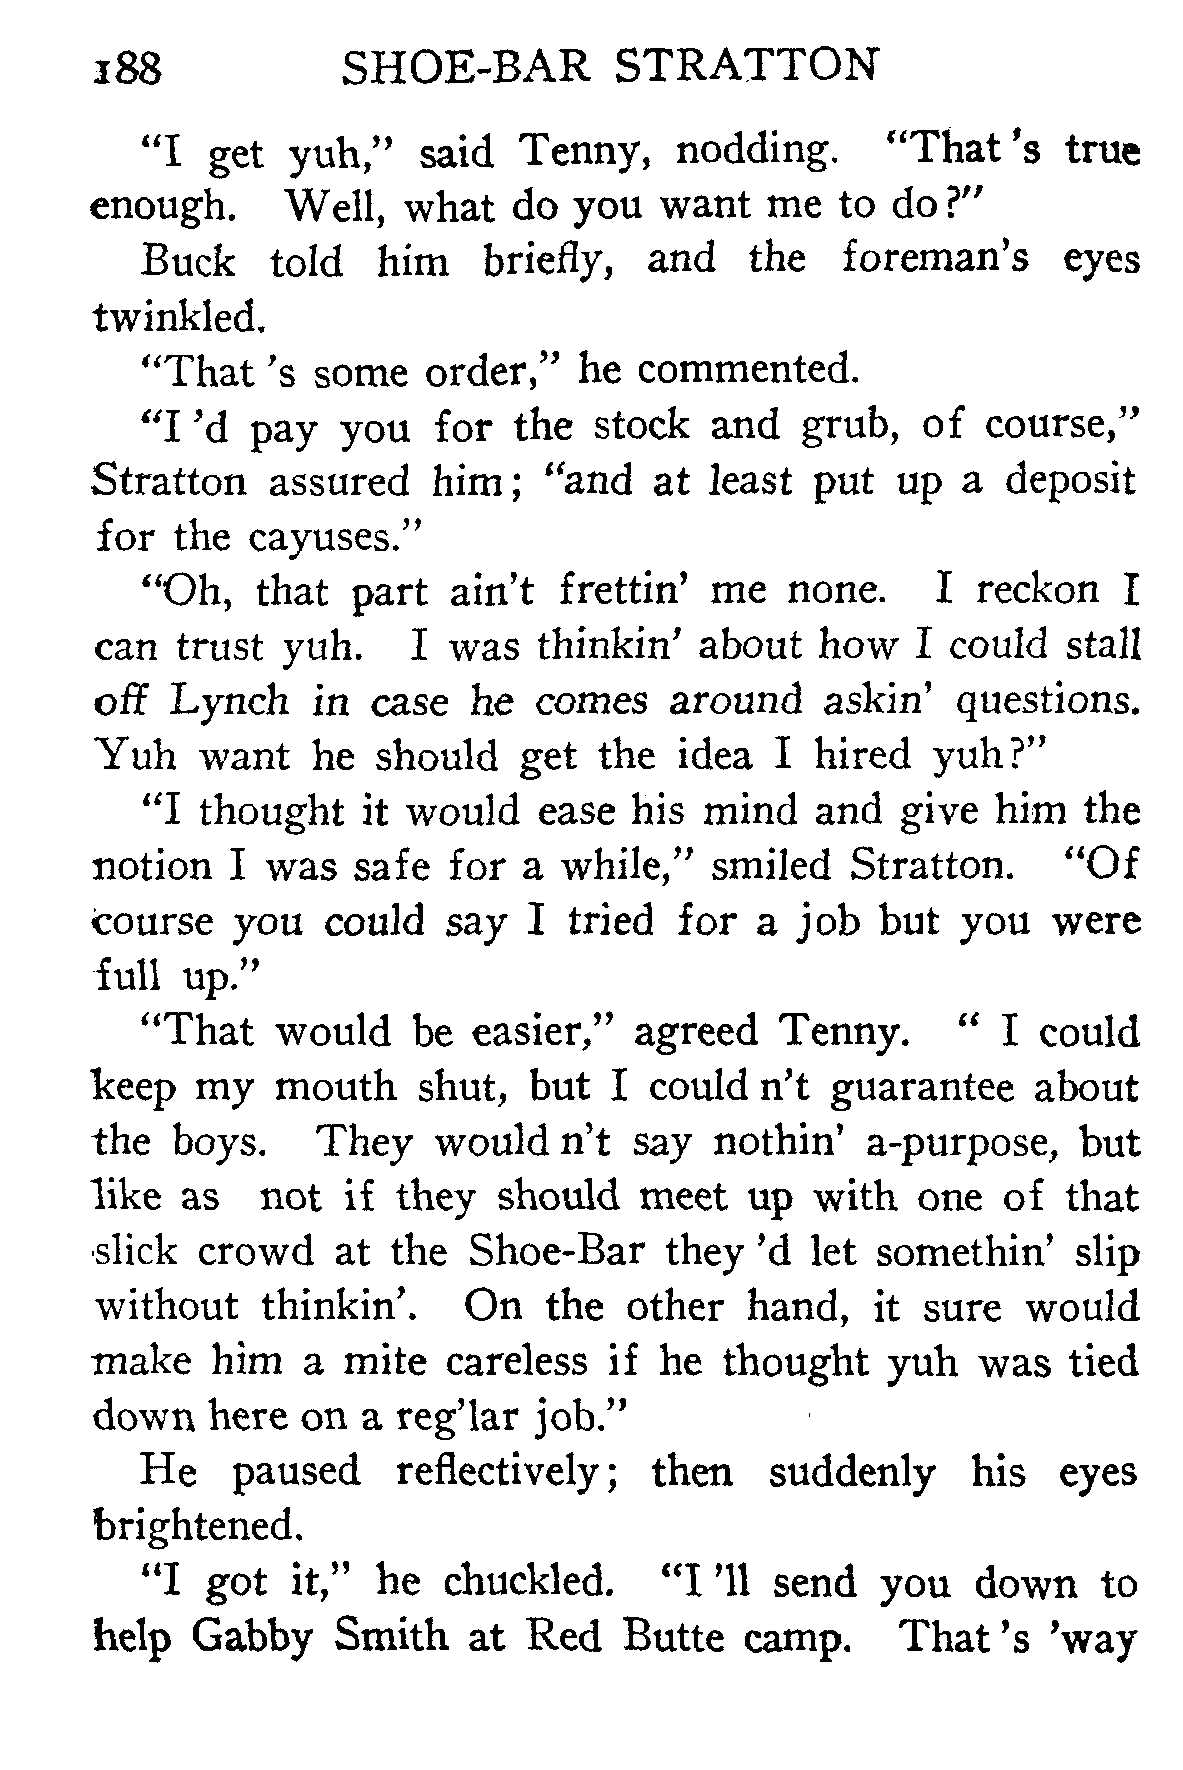 188 SHOE-BAR STRATTON
“I get yuh,” said Tenny, nodding. “That 's true
enough. Well, what do you want me to do?”
Buck told him briefly, and the foreman's eyes
twinkled.
“That 's some order,” he commented.
“I 'd pay you for the stock and grub, of course,”
Stratton assured him; “and at least put up a deposit
for the cayuses.”
“Oh, that part ain't frettin' me none. I reckon I
can trust yuh. I was thinkin' about how I could stall
off Lynch in case he comes around askin' questions.
Yuh want he should get the idea I hired yuh?”
“I thought it would ease his mind and give him the
notion I was safe for a while,” smiled Stratton. “Of
course you could say I tried for a job but you were
full up.”
“That would be easier,” agreed Tenny. “ I could
keep my mouth shut, but I could n't guarantee about
the boys. They would n't say nothin' a-purpose, but
like as not if they should meet up with one of that
slick crowd at the Shoe-Bar they 'd let somethin' slip
without thinkin'. On the other hand, it sure would
make him a mite careless if he thought yuh was tied
down here on a reg'lar job.”
He paused reflectively; then suddenly his eyes
brightened.
“I got it,” he chuckled. “I 'll send you down to
help Gabby Smith at Red Butte camp. That 's 'way